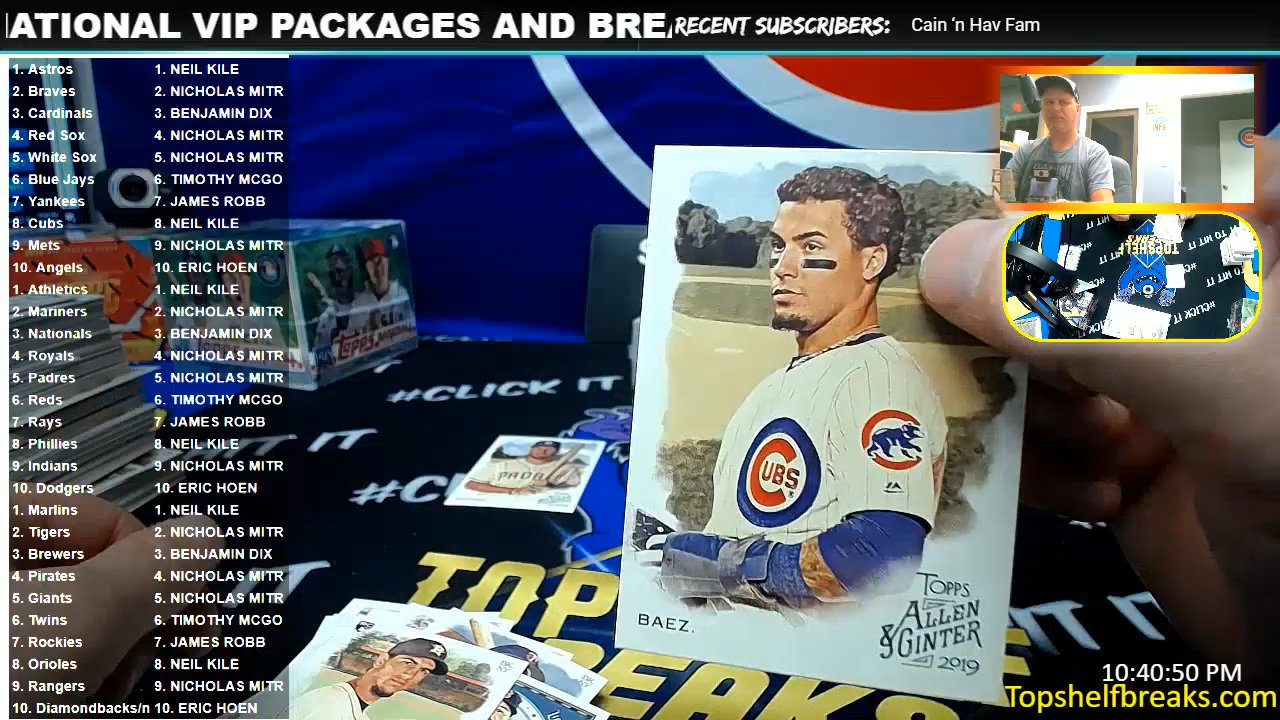 NATIONAL VIP PACKAGES AND BREA
RECENT SUBSCRIBERS: Cain 'n Hav Fam
1. Astros 1. NEIL KILE
2. Braves 2. NICHOLAS MITR
3. Cardinals 3. BENJAMIN DIX
4. Red Sox 4. NICHOLAS MITR
5. White Sox 5. NICHOLAS MITR
6. Blue Jays 6. TIMOTHY MCGO
7. Yankees 7. JAMES ROBB
8. Cubs 8. NEIL KILE
9. Mets 9. NICHOLAS MITR
10. Angels 10. ERIC HOEN
1. Athletics 1. NEIL KILE
2. Mariners 2. NICHOLAS MITR
3. Nationals 3. BENJAMIN DIX
4. Royals 4. NICHOLAS MITR
5. Padres 5. NICHOLAS MITR
6. Reds 6. TIMOTHY MCGO
7. Rays 7. JAMES ROBB
8. Phillies 8. NEIL KILE
9. Indians 9. NICHOLAS MITR
10. Dodgers 10. ERIC HOEN
1. Marlins 1. NEIL KILE
2. Tigers 2. NICHOLAS MITR
3. Brewers 3. BENJAMIN DIX
4. Pirates 4. NICHOLAS MITR
5. Giants 5. NICHOLAS MITR
6. Twins 6. TIMOTHY MCGO
7. Rockies 7. JAMES ROBB
8. Orioles 8. NEIL KILE
9. Rangers 9. NICHOLAS MITR
10. Diamondbacks/n 10. ERIC HOEN
TOPPS
#CLICK IT
CUBS
BAEZ.
TOPPS
ALLEN
& GINTER
2019
TOP
BREAKS
10:40:50 PM
Topshelfbreaks.com